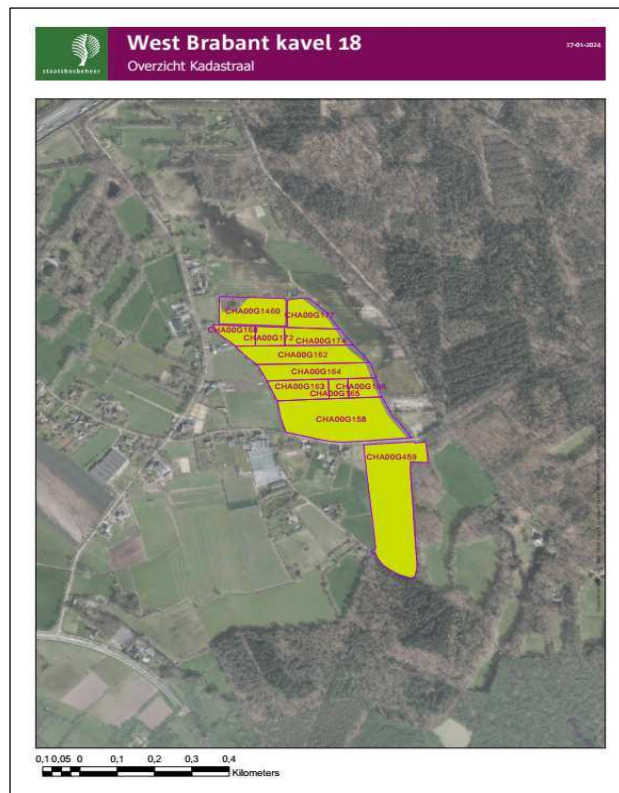 West Brabant kavel 18
17-01-2024
Overzicht Kadastraal
staatsbosbeheer
CHA00G1460
CHA00G177
CHA00G172
CHA00G174
CHA00G162
CHA00G164
CHA00G163
CHA00G165
CHA00G158
CHA00G459
0,1 0,05 0 0,1 0,2 0,3 0,4
Kilometers